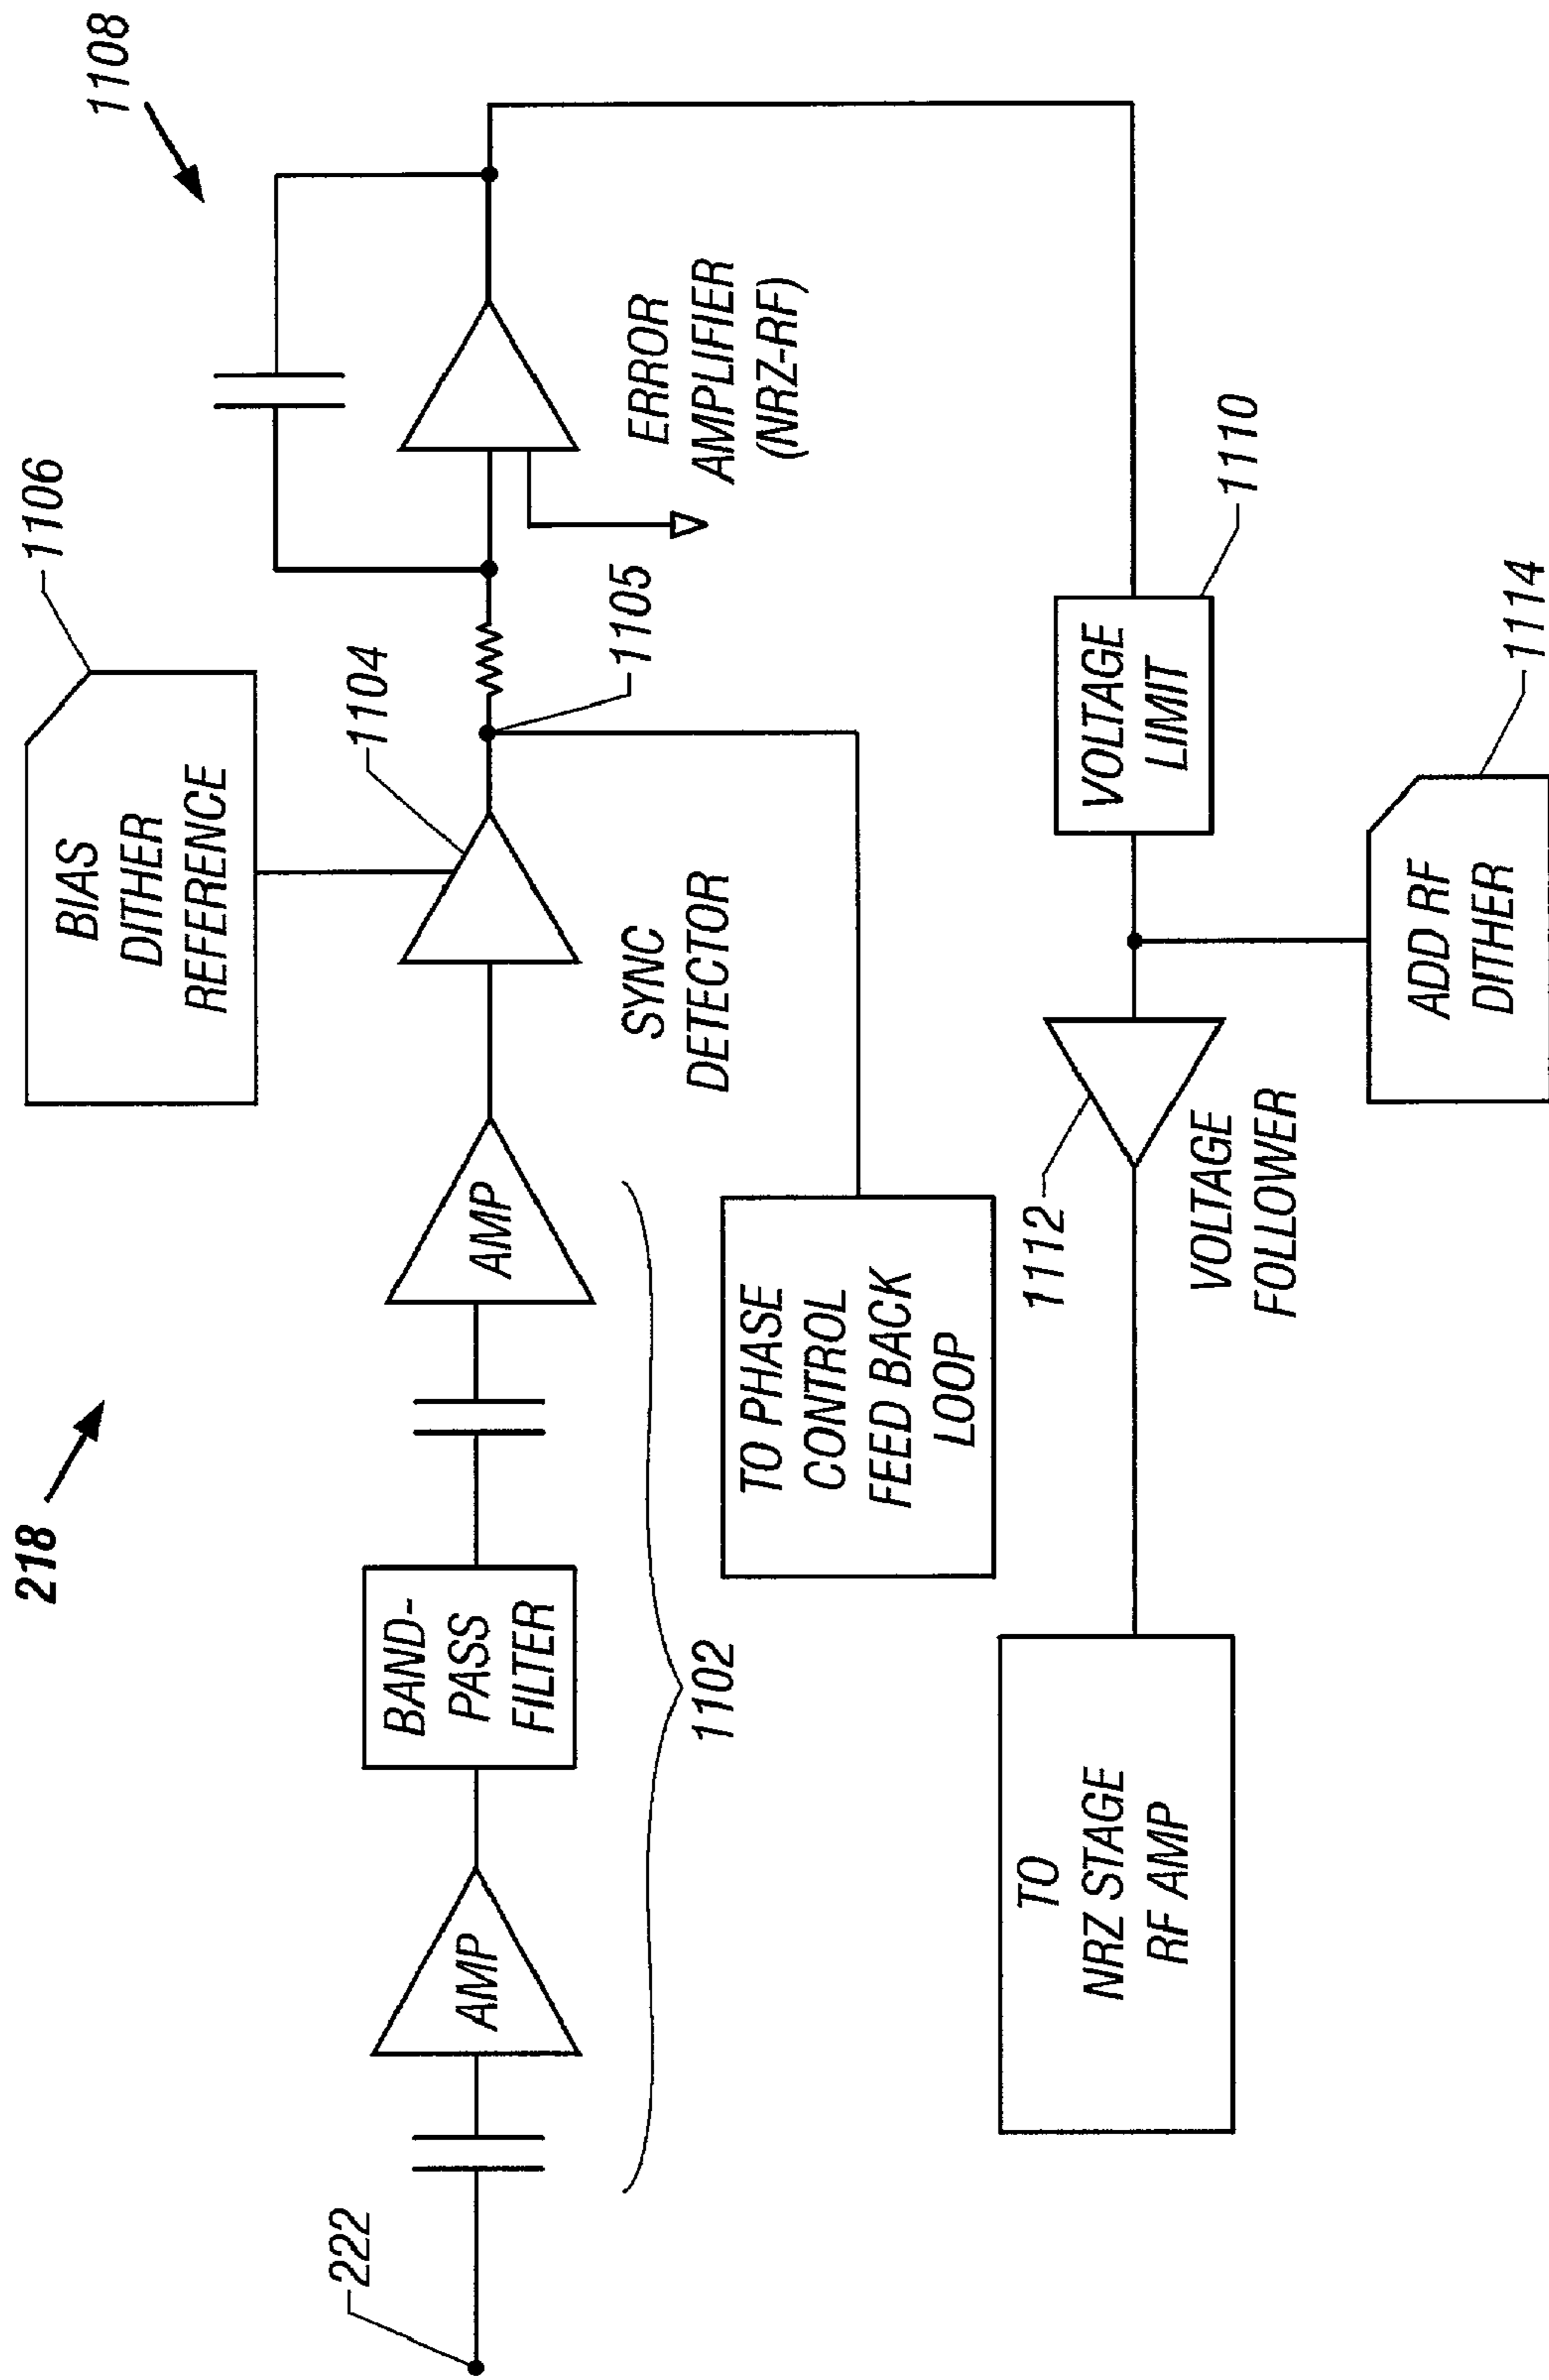 218
1108
1106
BIAS
DITHER
REFERENCE
1104
222
AMP
BAND-
PASS
FILTER
AMP
SYNC
DETECTOR
1105
ERROR
AMPLIFIER
(NRZ-RF)
1102
TO PHASE
CONTROL
FEED BACK
LOOP
TO
NRZ STAGE
RF AMP
1112
VOLTAGE
FOLLOWER
VOLTAGE
LIMIT
1110
ADD RF
DITHER
1114